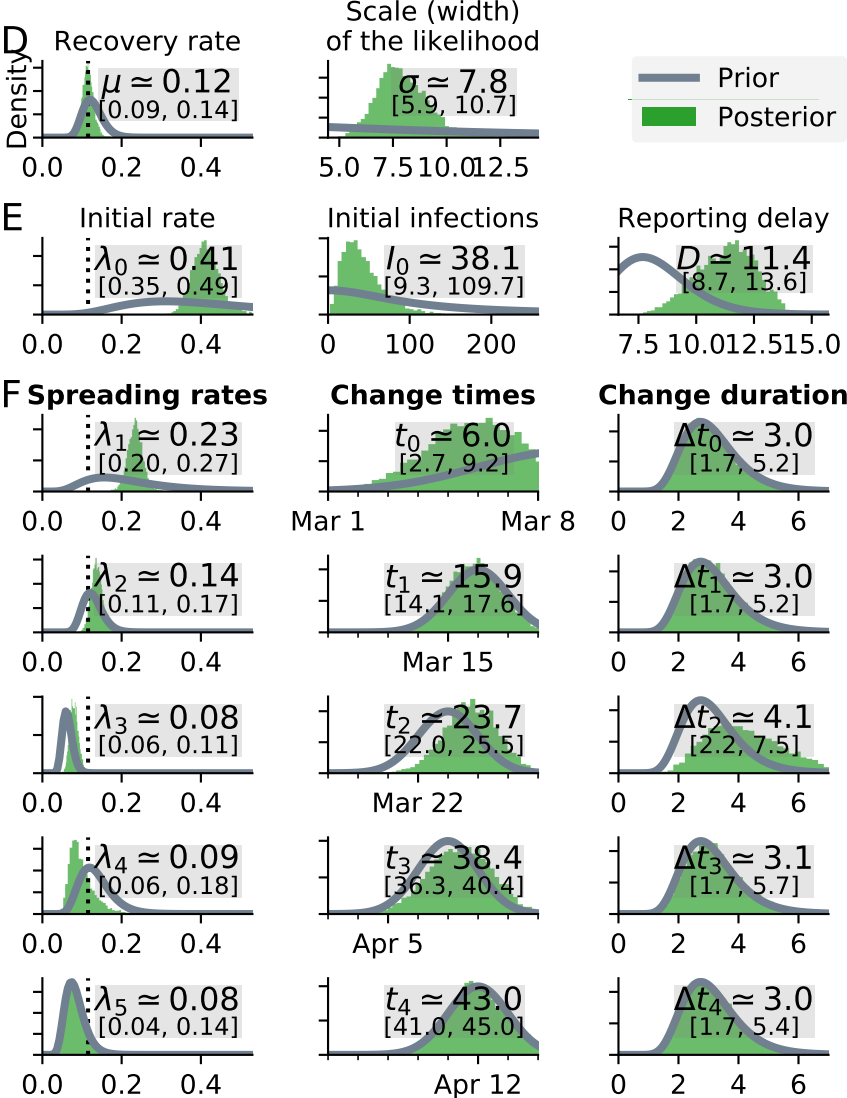 D
Recovery rate
Scale (width)
of the likelihood
Density
μ ≃ 0.12
[0.09, 0.14]
σ ≃ 7.8
[5.9, 10.7]
Prior
Posterior
0.0 0.2 0.4
5.0 7.5 10.0 12.5
E
Initial rate
Initial infections
Reporting delay
λ0 ≃ 0.41
[0.35, 0.49]
I0 ≃ 38.1
[9.3, 109.7]
D ≃ 11.4
[8.7, 13.6]
0.0 0.2 0.4
0 100 200
7.5 10.0 12.5 15.0
F
Spreading rates
Change times
Change duration
λ1 ≃ 0.23
[0.20, 0.27]
t0 ≃ 6.0
[2.7, 9.2]
Δt0 ≃ 3.0
[1.7, 5.2]
0.0 0.2 0.4
Mar 1 Mar 8
2 4 6
0
λ2 ≃ 0.14
[0.11, 0.17]
t1 ≃ 15.9
[14.1, 17.6]
Δt1 ≃ 3.0
[1.7, 5.2]
0.0 0.2 0.4
Mar 15
0 2 4 6
λ3 ≃ 0.08
[0.06, 0.11]
t2 ≃ 23.7
[22.0, 25.5]
Δt2 ≃ 4.1
[2.2, 7.5]
0.0 0.2 0.4
Mar 22
0 2 4 6
λ4 ≃ 0.09
[0.06, 0.18]
t3 ≃ 38.4
[36.3, 40.4]
Δt3 ≃ 3.1
[1.7, 5.7]
0.0 0.2 0.4
Apr 5
0 2 4 6
λ5 ≃ 0.08
[0.04, 0.14]
t4 ≃ 43.0
[41.0, 45.0]
Δt4 ≃ 3.0
[1.7, 5.4]
0.0 0.2 0.4
Apr 12
0 2 4 6